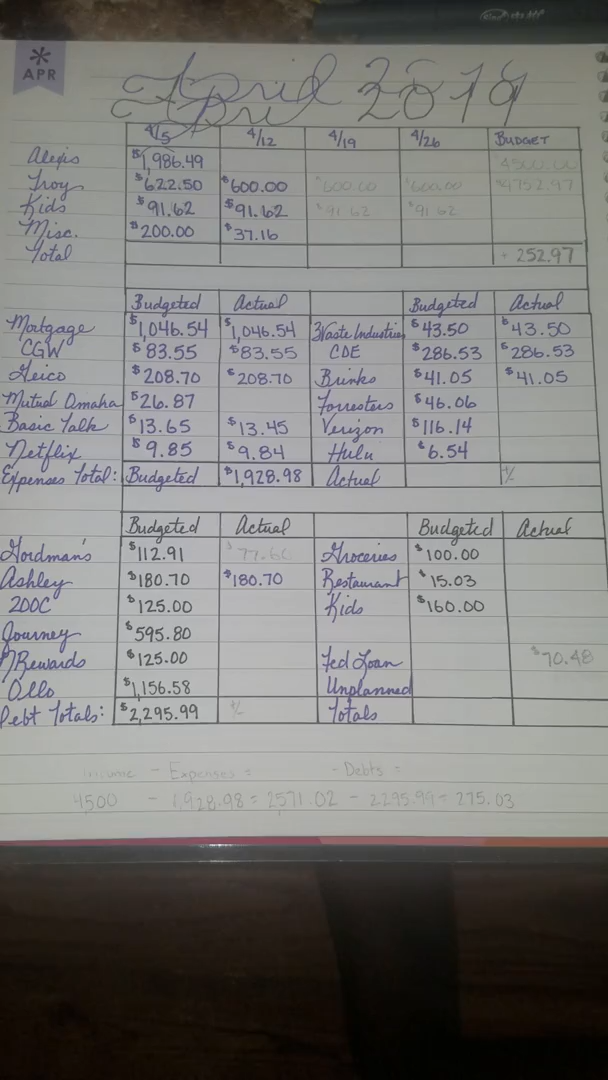 *
APR
April 2019
4/5 4/12 4/19 4/26 BUDGET
Alexis $1,986.49 $4500.00
Troy $622.50 $600.00 $600.00 $600.00 $4752.97
Kids $91.62 $91.62 $91.62 $91.62
Misc. $200.00 $37.16
Total + 252.97
Budgeted Actual Budgeted Actual
Mortgage $1,046.54 $1,046.54 Waste Industries $43.50 $43.50
CGW $83.55 $83.55 CDE $286.53 $286.53
Geico $208.70 $208.70 Brinks $41.05 $41.05
Mutual Omaha $26.87 Forresters $46.06
Basic Talk $13.65 $13.45 Verizon $116.14
Netflix $9.85 $9.84 Hulu $6.54
Expenses Total: Budgeted $1,928.98 Actual +/-
Budgeted Actual Budgeted Actual
Gordman's $112.91 $77.60 Groceries $100.00
Ashley $180.70 $180.70 Restaurant $15.03
200C $125.00 Kids $160.00
Journey $595.80
Rewards $125.00 Fed Loan $70.48
Ollo $1,156.58 Unplanned
Debt Totals: $2,295.99 +/- Totals
Income - Expenses = - Debts =
4500 - 1,928.98 = 2571.02 - 2295.99 = 275.03